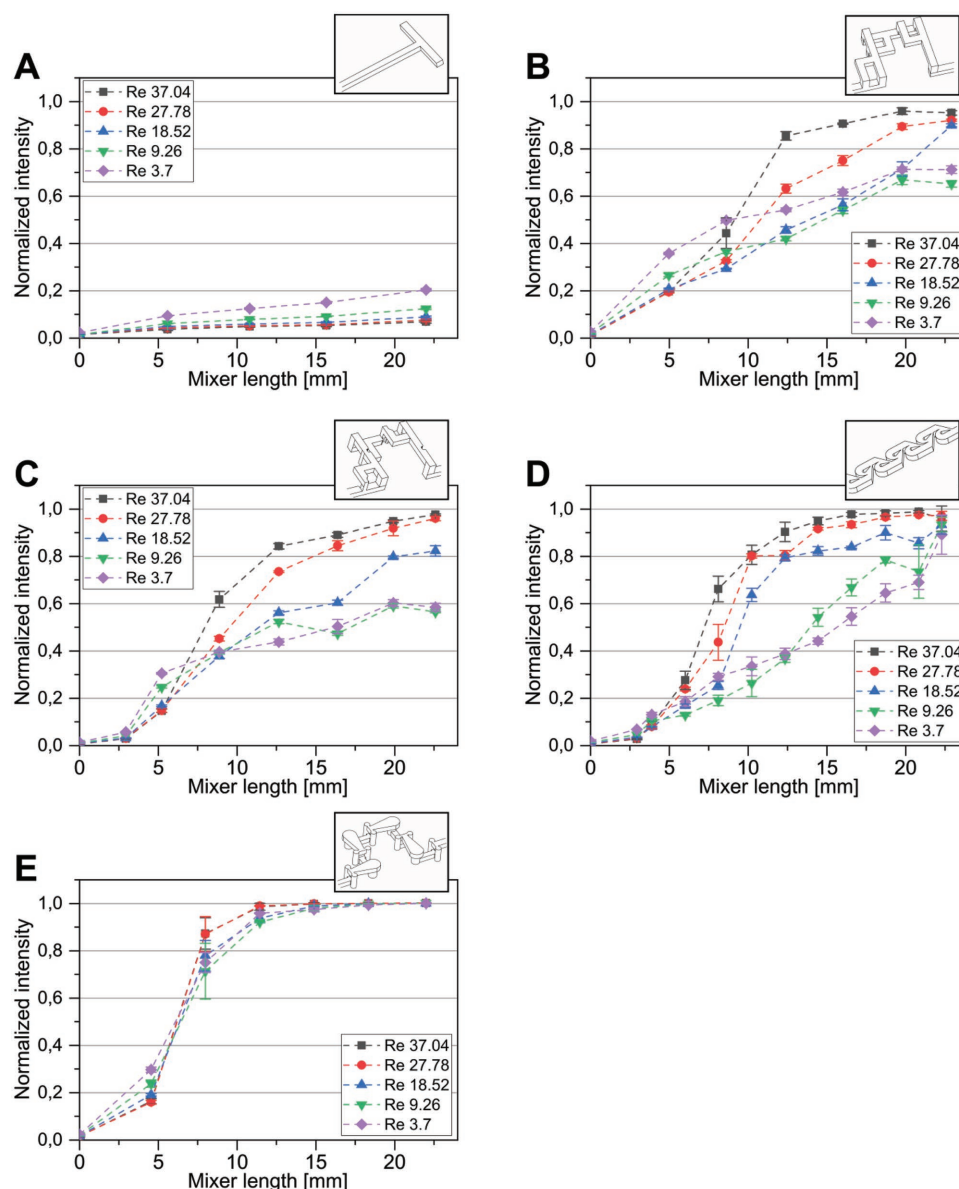 A
Re 37.04
Re 27.78
Re 18.52
Re 9.26
Re 3.7
1,0
0,8
0,6
0,4
0,2
0,0
Normalized intensity
0 5 10 15 20
Mixer length [mm]
B
1,0
0,8
0,6
0,4
0,2
0,0
Normalized intensity
Re 37.04
Re 27.78
Re 18.52
Re 9.26
Re 3.7
0 5 10 15 20
Mixer length [mm]
C
Re 37.04
Re 27.78
Re 18.52
Re 9.26
Re 3.7
1,0
0,8
0,6
0,4
0,2
0,0
Normalized intensity
0 5 10 15 20
Mixer length [mm]
D
1,0
0,8
0,6
0,4
0,2
0,0
Normalized intensity
Re 37.04
Re 27.78
Re 18.52
Re 9.26
Re 3.7
0 5 10 15 20
Mixer length [mm]
E
1,0
0,8
0,6
0,4
0,2
0,0
Normalized intensity
Re 37.04
Re 27.78
Re 18.52
Re 9.26
Re 3.7
0 5 10 15 20
Mixer length [mm]